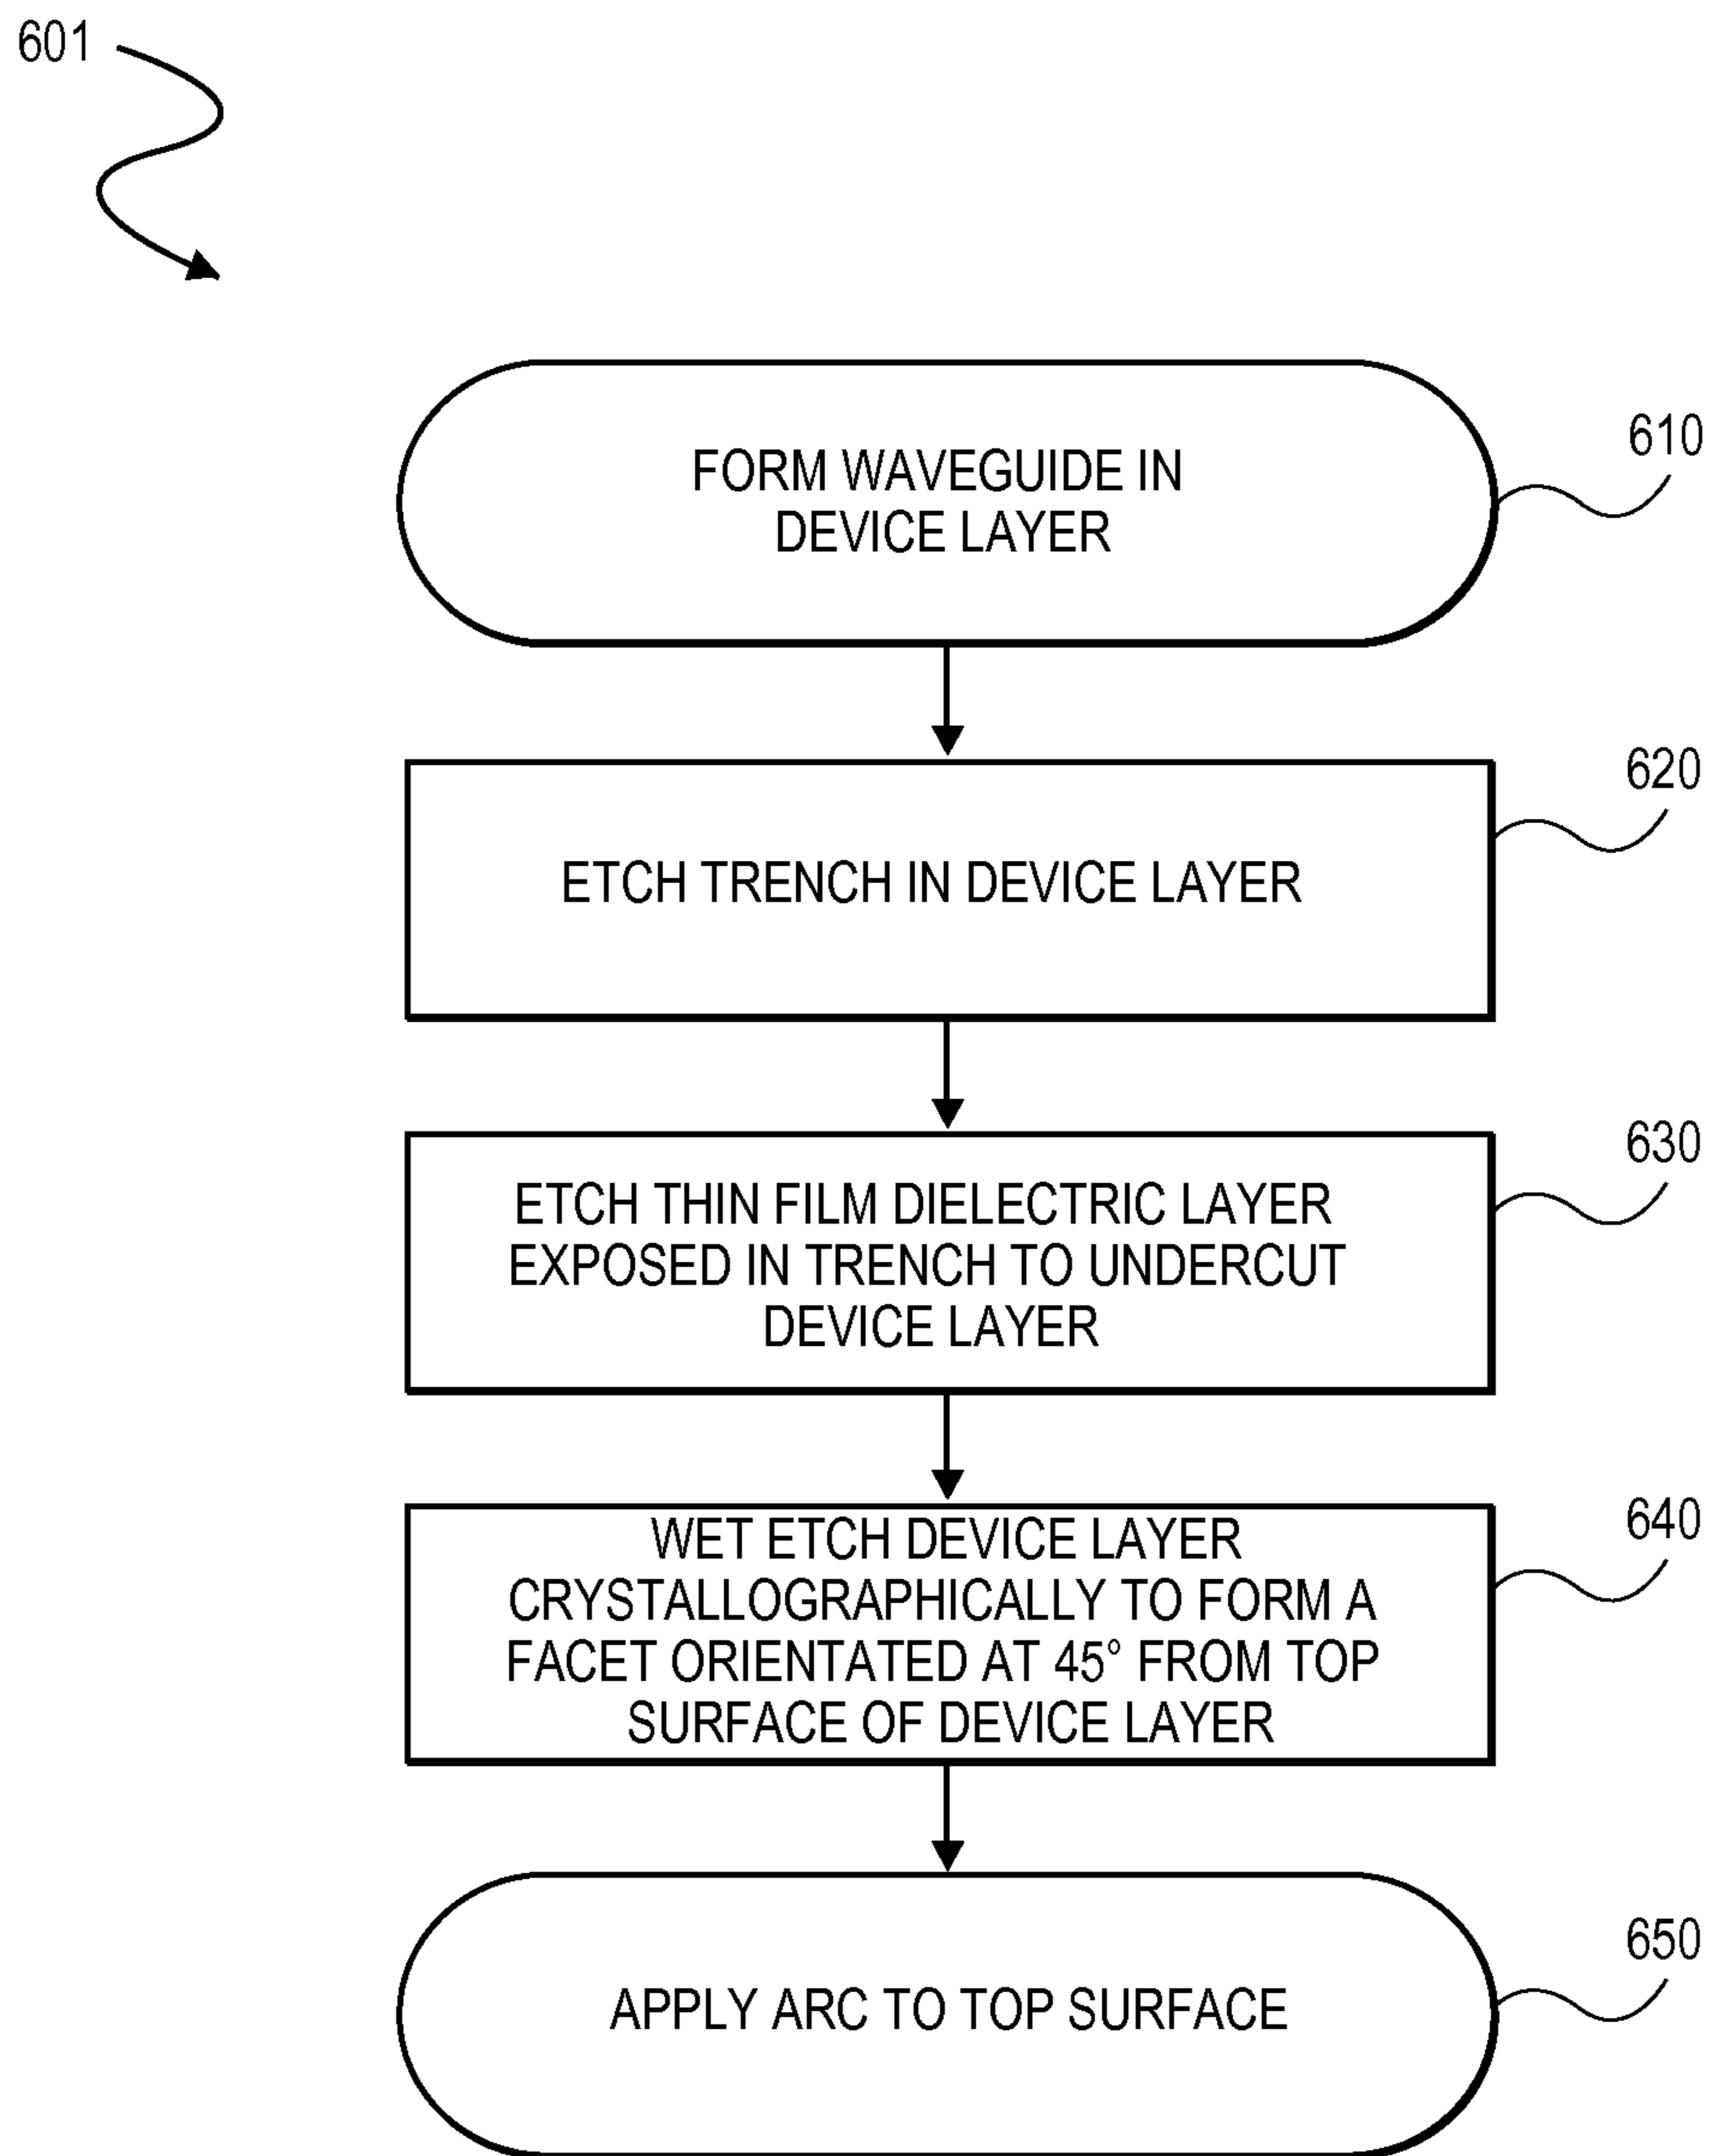 601
FORM WAVEGUIDE IN
DEVICE LAYER
610
ETCH TRENCH IN DEVICE LAYER
620
ETCH THIN FILM DIELECTRIC LAYER
EXPOSED IN TRENCH TO UNDERCUT
DEVICE LAYER
630
WET ETCH DEVICE LAYER
CRYSTALLOGRAPHICALLY TO FORM A
FACET ORIENTATED AT 45° FROM TOP
SURFACE OF DEVICE LAYER
640
APPLY ARC TO TOP SURFACE
650